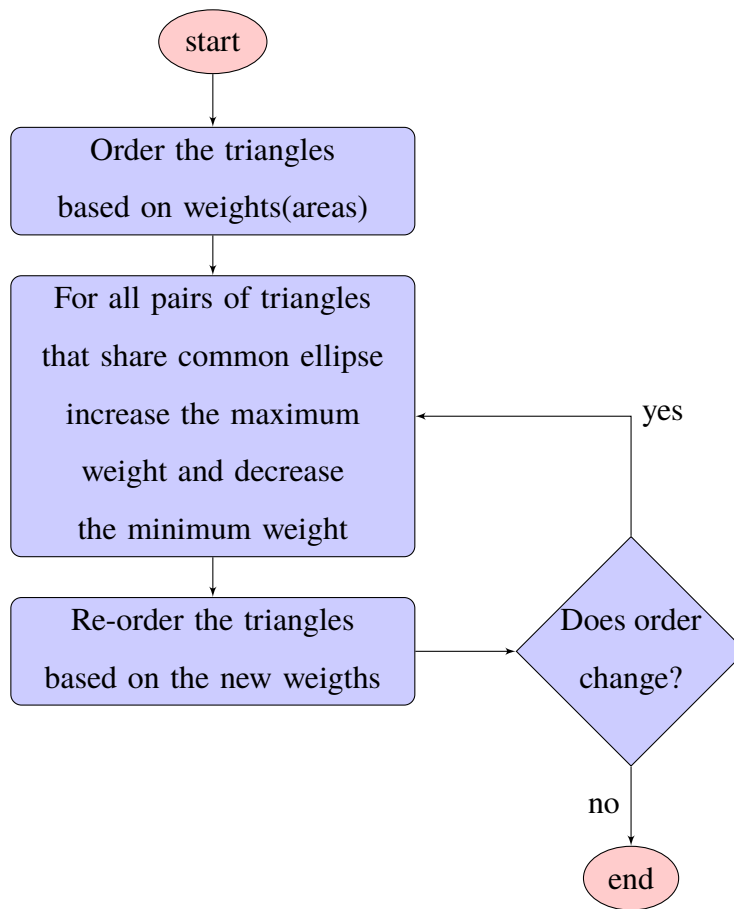 start
Order the triangles
based on weights(areas)
For all pairs of triangles
that share common ellipse
increase the maximum
weight and decrease
the minimum weight
Re-order the triangles
based on the new weigths
Does order
change?
yes
no
end